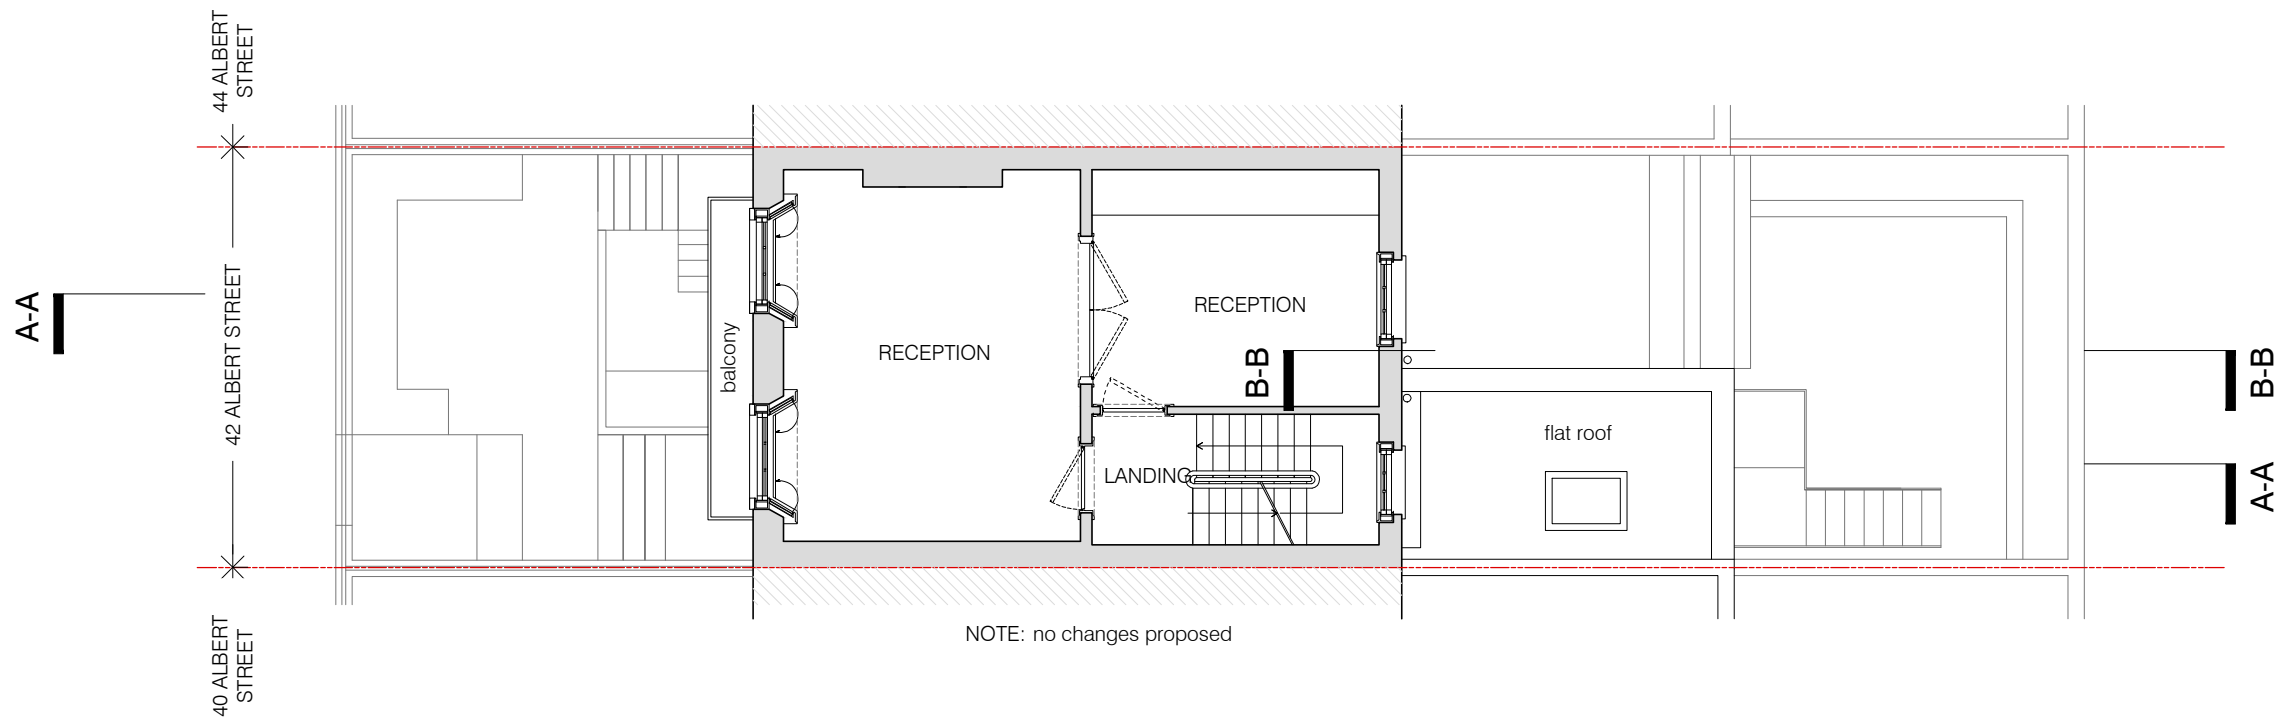 44 ALBERT
STREET
A-A
42 ALBERT STREET
balcony
RECEPTION
RECEPTION
B-B
LANDING
flat roof
B-B
A-A
40 ALBERT
STREET
NOTE: no changes proposed